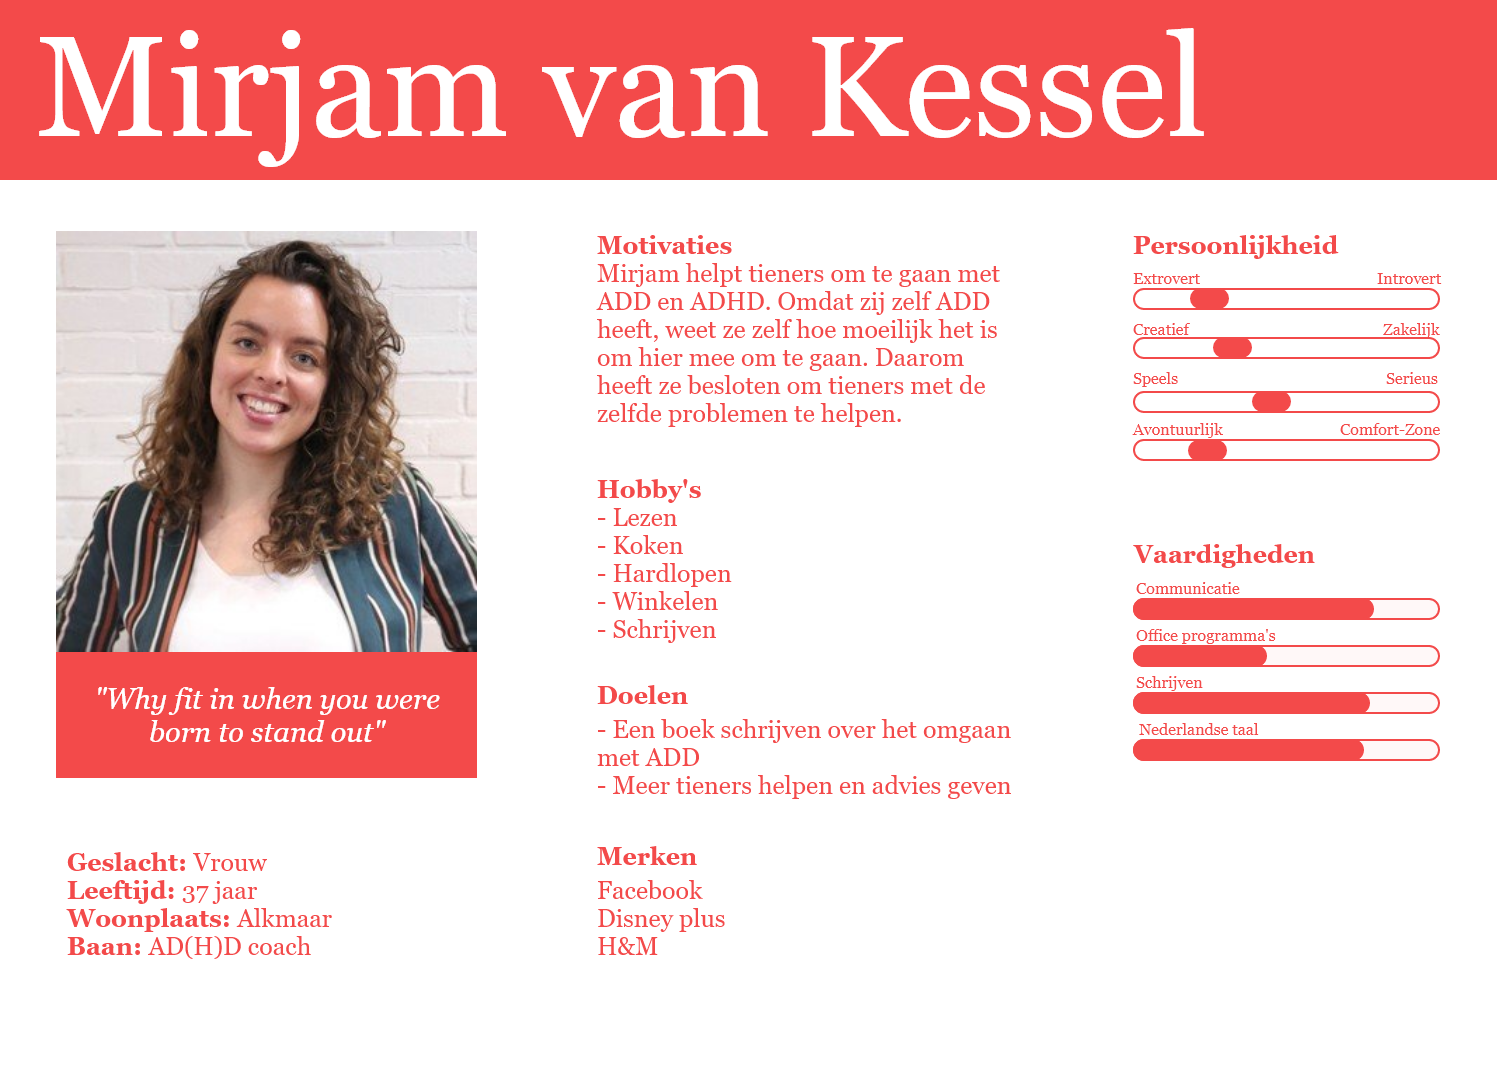 Mirjam van Kessel
"Why fit in when you were
born to stand out"
Geslacht: Vrouw
Leeftijd: 37 jaar
Woonplaats: Alkmaar
Baan: AD(H)D coach
Motivaties
Mirjam helpt tieners om te gaan met
ADD en ADHD. Omdat zij zelf ADD
heeft, weet ze zelf hoe moeilijk het is
om hier mee om te gaan. Daarom
heeft ze besloten om tieners met de
zelfde problemen te helpen.
Hobby's
- Lezen
- Koken
- Hardlopen
- Winkelen
- Schrijven
Doelen
- Een boek schrijven over het omgaan
met ADD
- Meer tieners helpen en advies geven
Merken
Facebook
Disney plus
H&M
Persoonlijkheid
Extrovert Introvert
Creatief Zakelijk
Speels Serieus
Avontuurlijk Comfort-Zone
Vaardigheden
Communicatie
Office programma's
Schrijven
Nederlandse taal